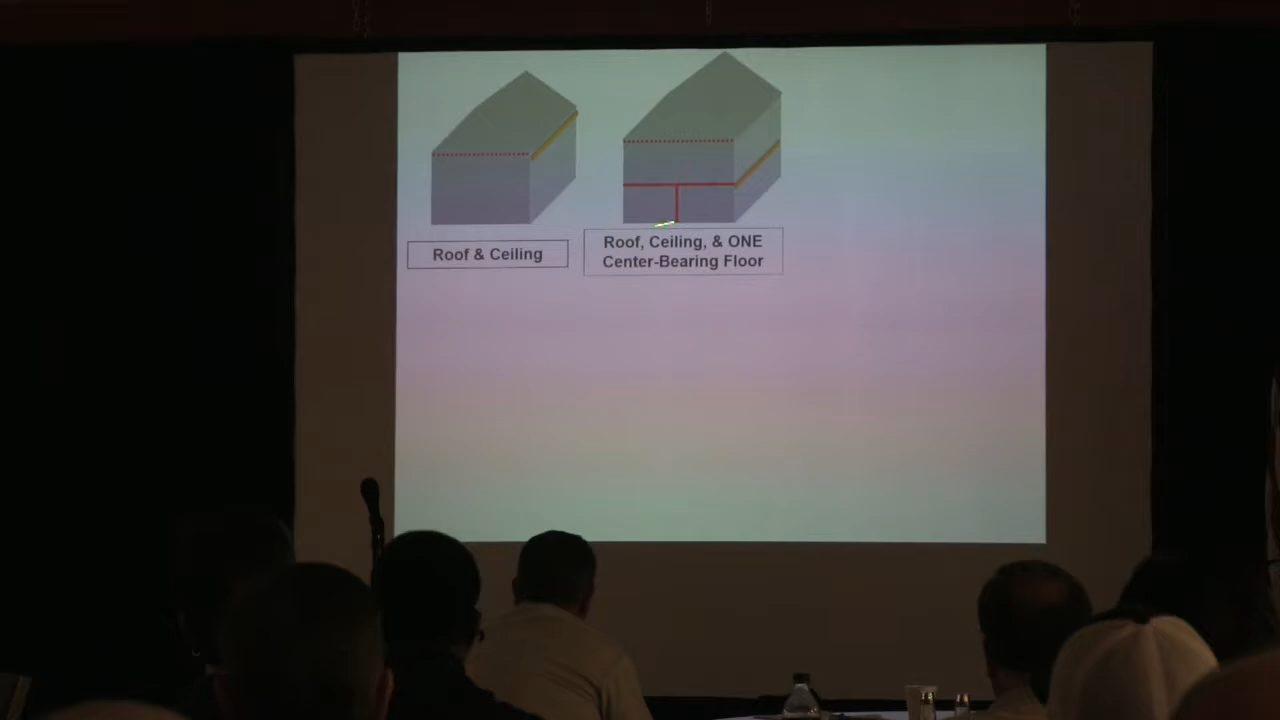 Roof & Ceiling
Roof, Ceiling, & ONE
Center-Bearing Floor